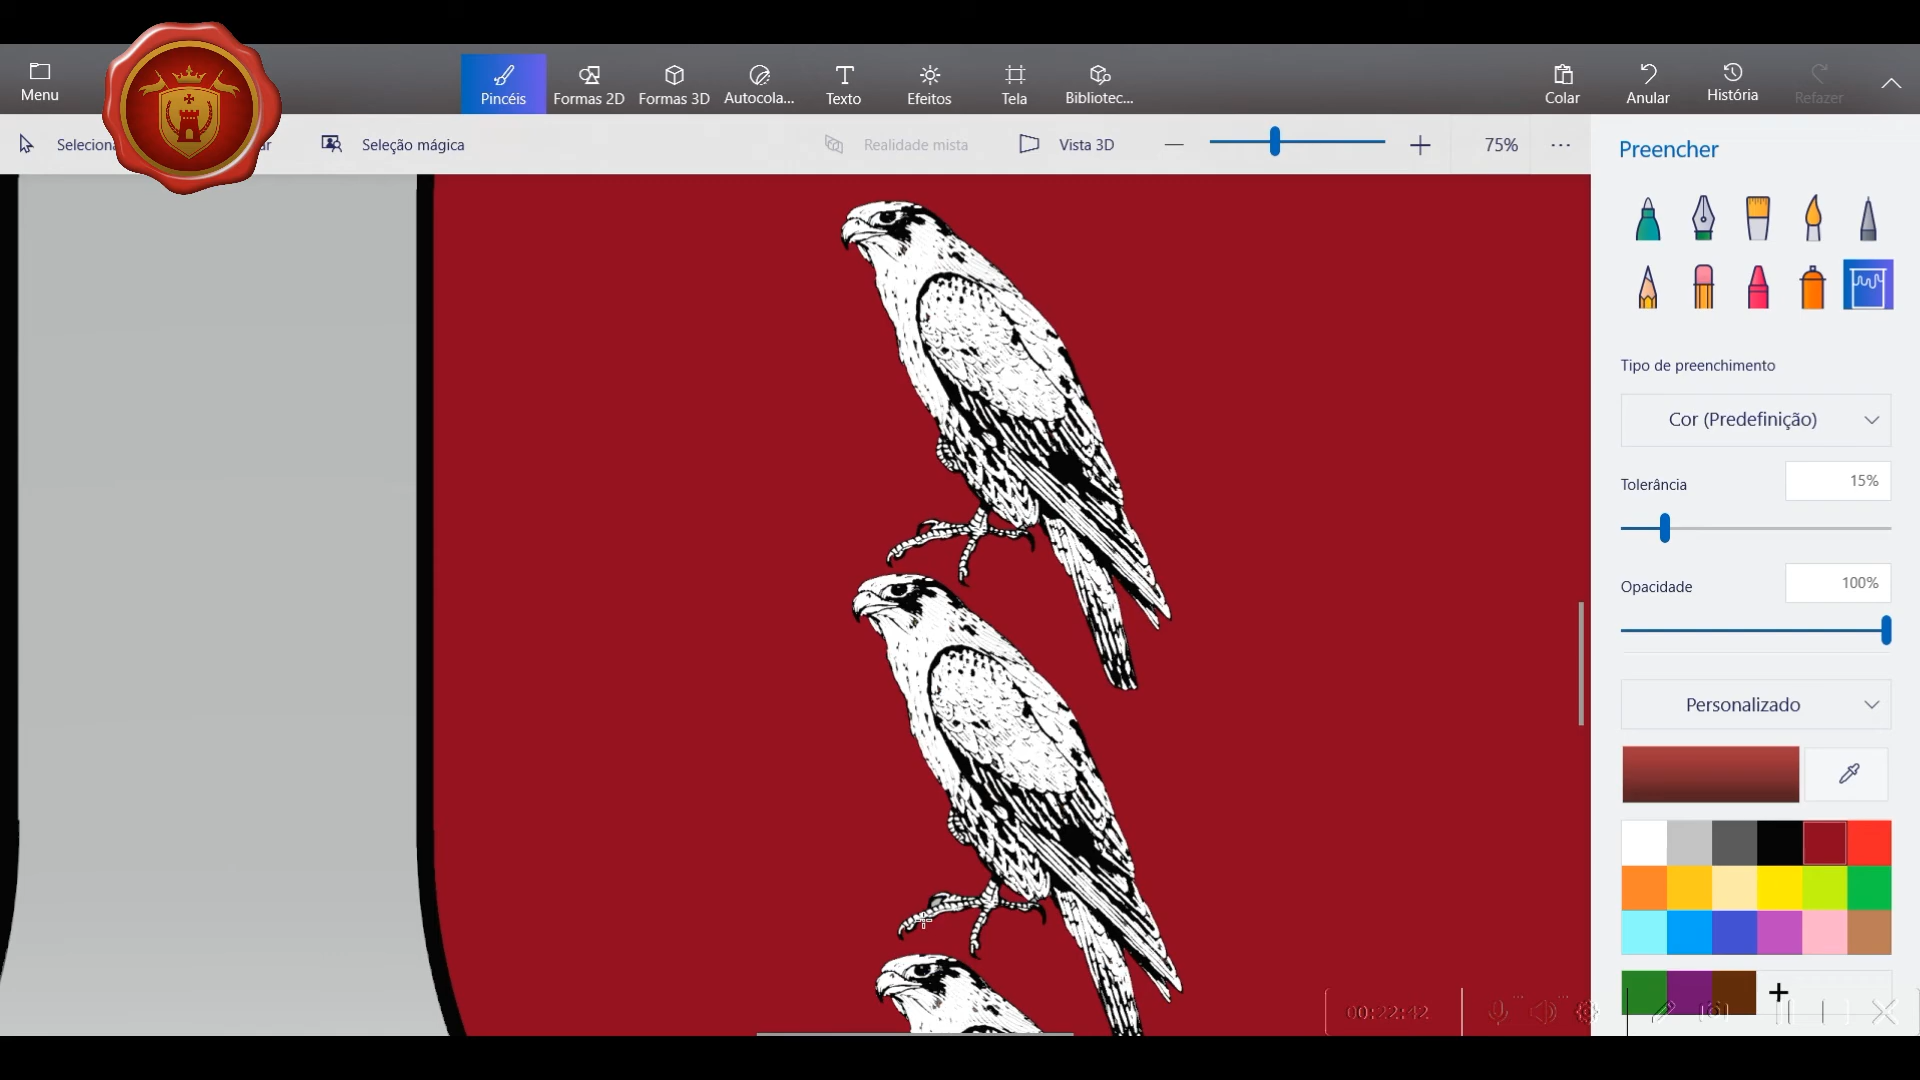 Menu
Pincéis
Formas 2D
Formas 3D
Autocola...
Texto
Efeitos
Tela
Bibliotec...
Colar
Anular
História
Refazer
Seleção mágica
Realidade mista
Vista 3D
75%
...
Preencher
Tipo de preenchimento
Cor (Predefinição)
Tolerância
15%
Opacidade
100%
Personalizado
00:22:42